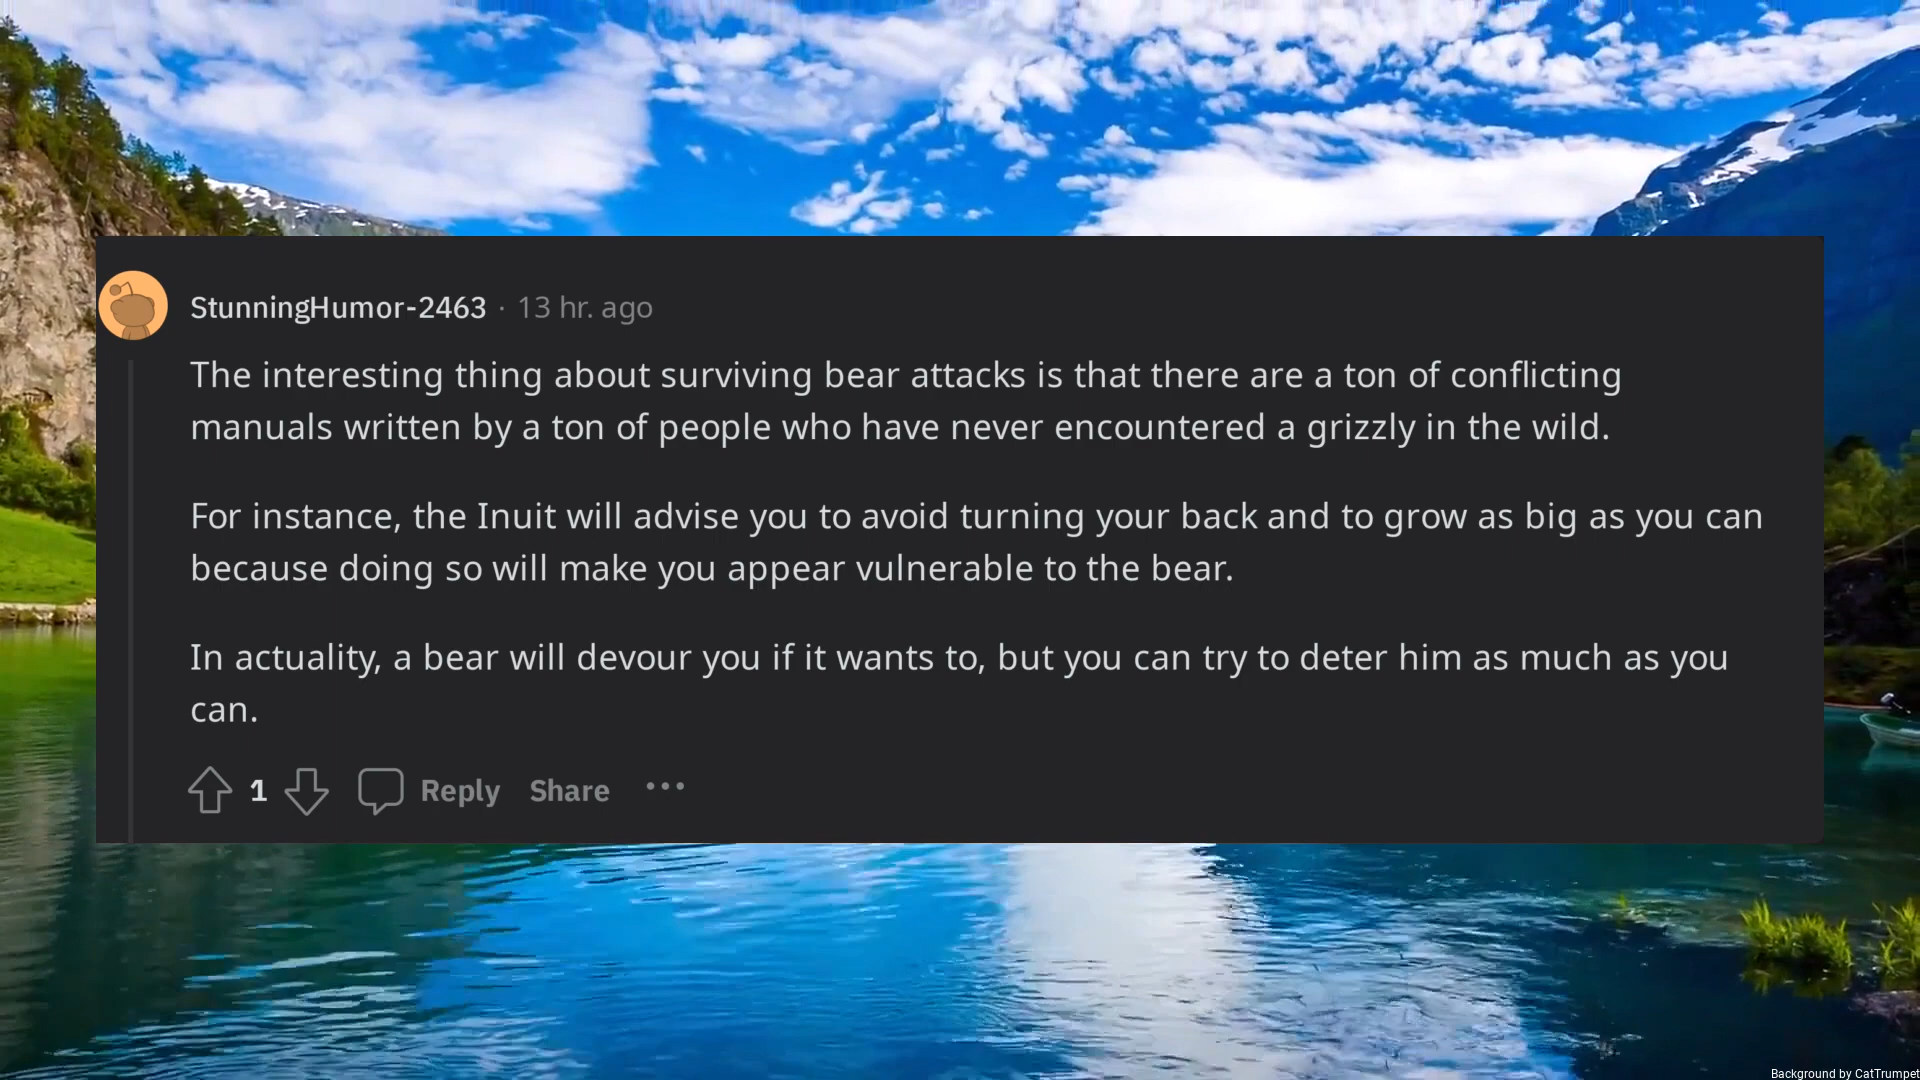 StunningHumor-2463 · 13 hr. ago
The interesting thing about surviving bear attacks is that there are a ton of conflicting
manuals written by a ton of people who have never encountered a grizzly in the wild.
For instance, the Inuit will advise you to avoid turning your back and to grow as big as you can
because doing so will make you appear vulnerable to the bear.
In actuality, a bear will devour you if it wants to, but you can try to deter him as much as you
can.
1 Reply Share ···
Background by CatTrumpet